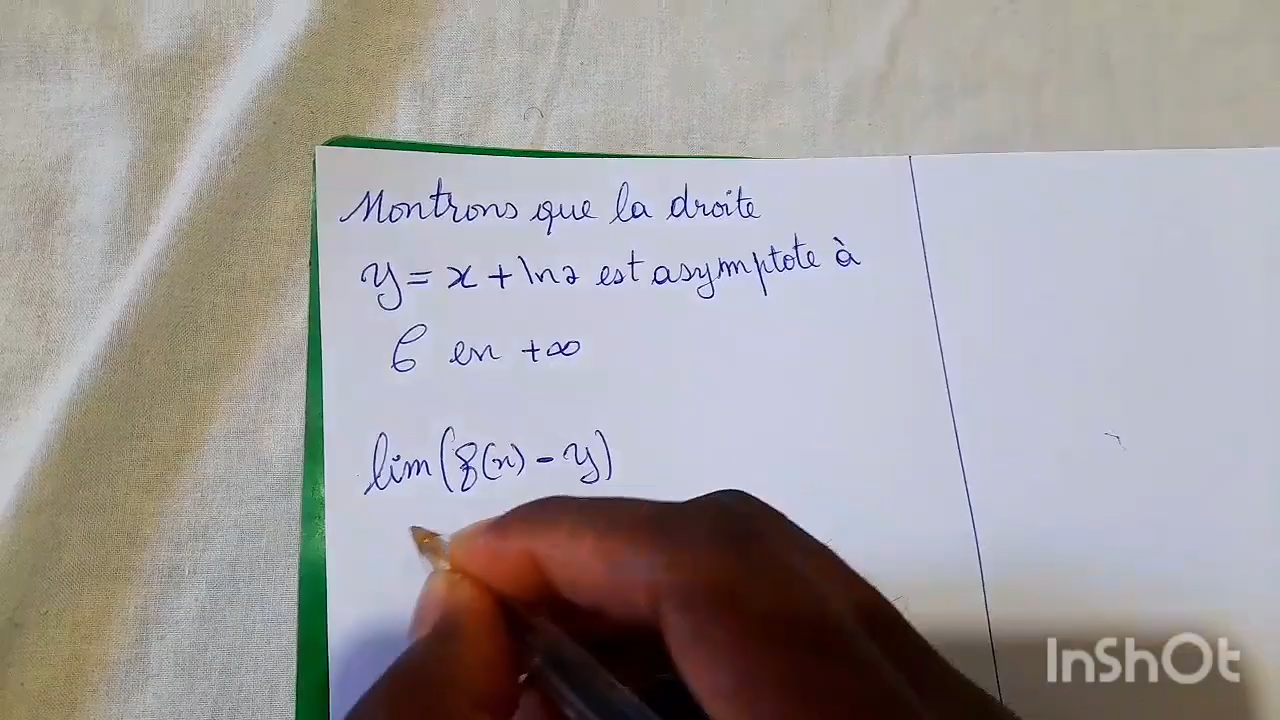 Montrons que la droite
y = x + ln2 est asymptote à
C en +∞
lim(f(x) - y)
InShOt